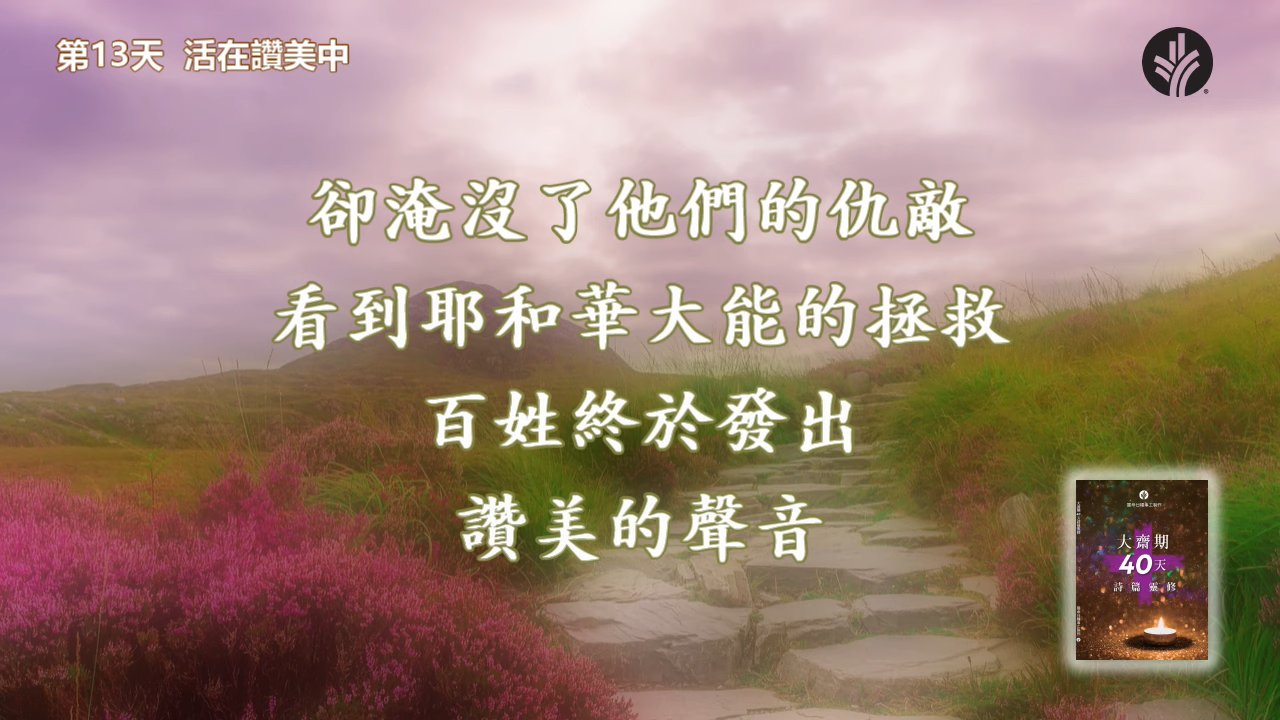 第13天 活在讚美中
卻淹沒了他們的仇敵
看到耶和華大能的拯救
百姓終於發出
讚美的聲音
大齋期
40天
詩篇靈修